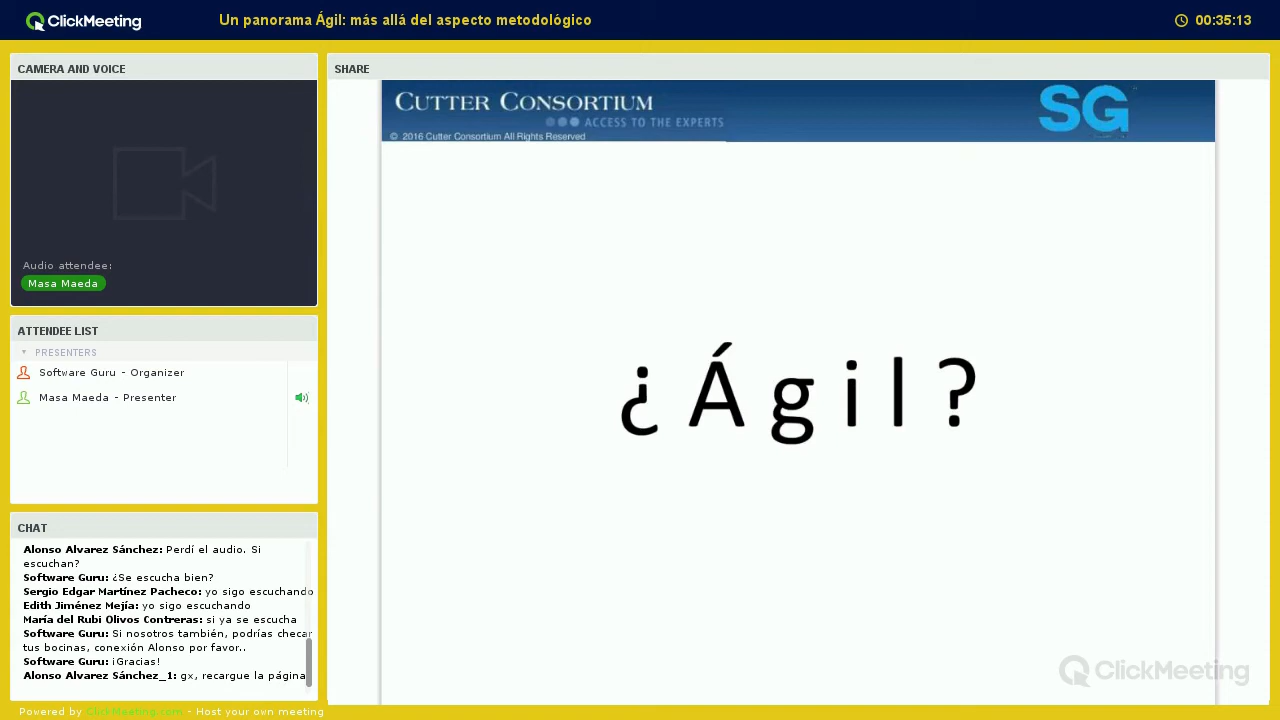 ClickMeeting
Un panorama Ágil: más allá del aspecto metodológico
00:35:13
CAMERA AND VOICE
Audio attendee:
Masa Maeda
ATTENDEE LIST
PRESENTERS
Software Guru - Organizer
Masa Maeda - Presenter
CHAT
Alonso Alvarez Sánchez: Perdí el audio. Si
escuchan?
Software Guru: ¿Se escucha bien?
Sergio Edgar Martínez Pacheco: yo sigo escuchando
Edith Jiménez Mejía: yo sigo escuchando
María del Rubi Olivos Contreras: si ya se escucha
Software Guru: Si nosotros también, podrías checar
tus bocinas, conexión Alonso por favor..
Software Guru: ¡Gracias!
Alonso Alvarez Sánchez_1: gx, recargue la página
Powered by ClickMeeting.com - Host your own meeting
SHARE
CUTTER CONSORTIUM
ACCESS TO THE EXPERTS
© 2016 Cutter Consortium All Rights Reserved
SG
¿Ágil?
ClickMeeting